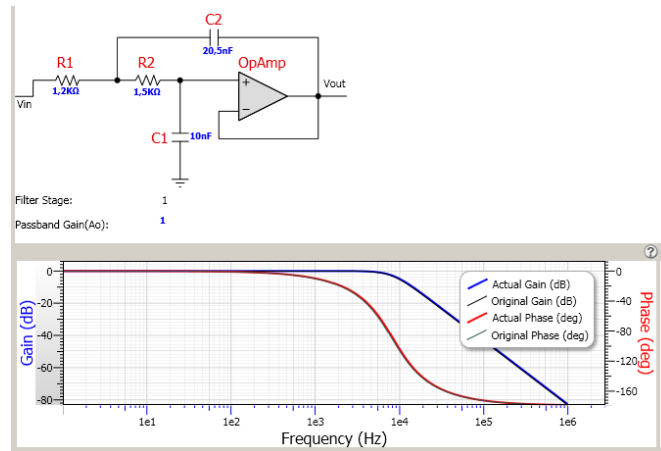 C2
20,5nF
R1
R2
OpAmp
1,2KΩ
1,5KΩ
+
−
Vin
Vout
C1
10nF
Filter Stage: 1
Passband Gain(Ao): 1
?
Gain (dB)
0
-20
-40
-60
-80
Actual Gain (dB)
Original Gain (dB)
Actual Phase (deg)
Original Phase (deg)
0
-40
-80
-120
-160
Phase (deg)
1e1 1e2 1e3 1e4 1e5 1e6
Frequency (Hz)